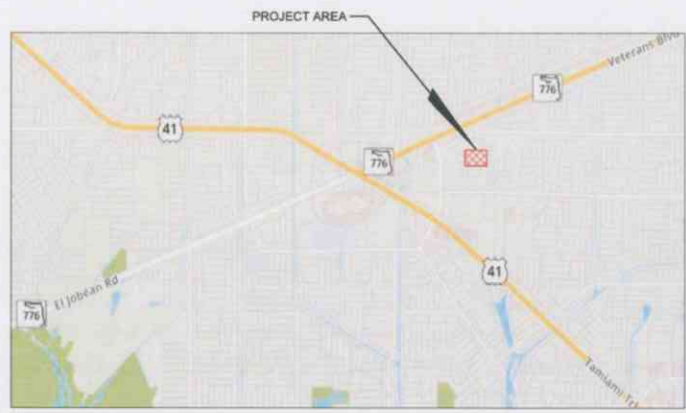 PROJECT AREA
Veterans Blvd
776
41
776
41
El Jobean Rd
776
Tamiami Trl